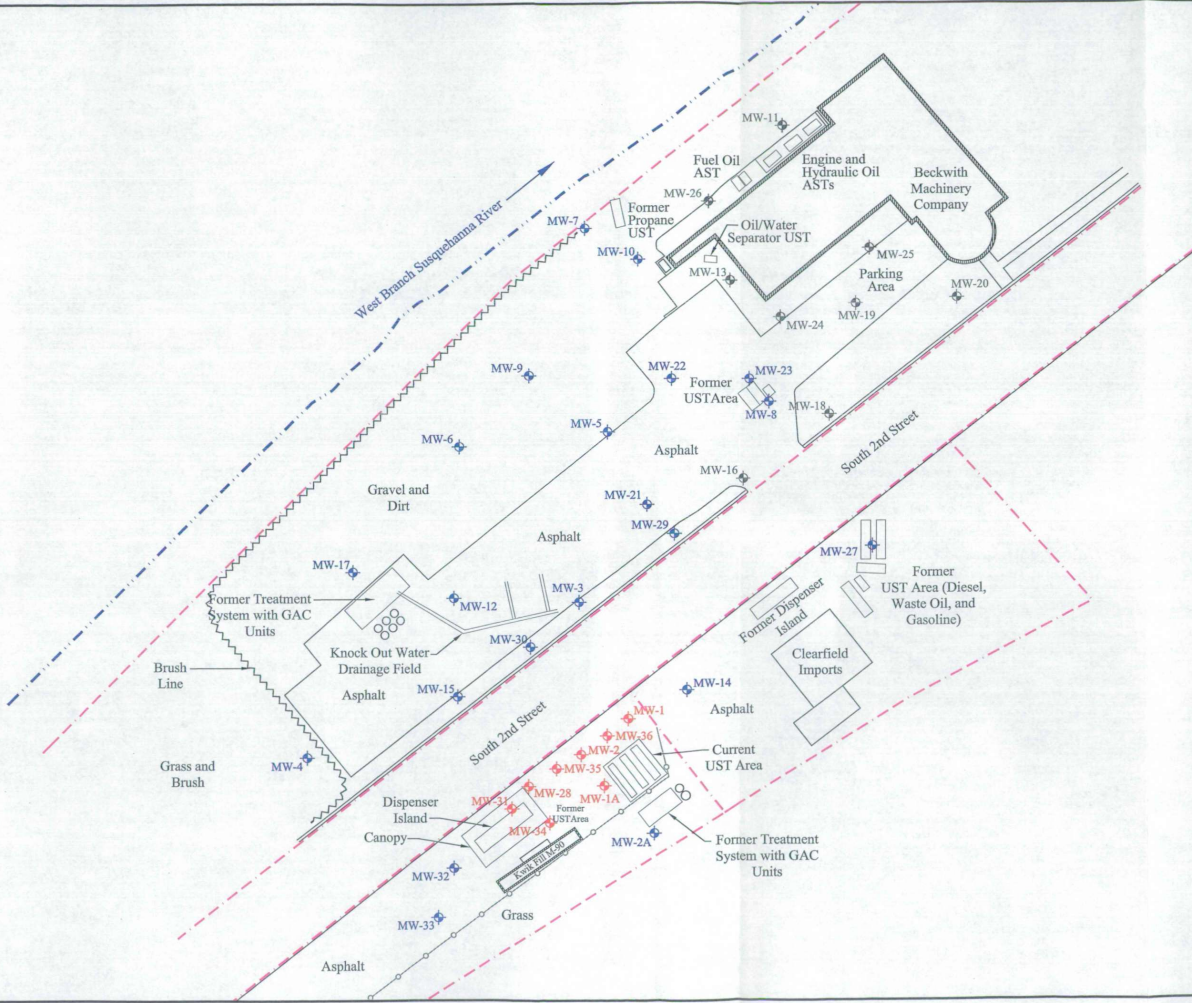 MW-11
Fuel Oil
AST
Engine and
Hydraulic Oil
ASTs
Beckwith
Machinery
Company
MW-26
Former
Propane
UST
West Branch Susquehanna River
MW-7
Oil/Water
Separator UST
MW-10
MW-25
MW-13
Parking
Area
MW-20
MW-19
MW-24
MW-9
MW-22
MW-23
Former
USTArea
MW-8
MW-18
MW-5
South 2nd Street
MW-6
Asphalt
MW-16
Gravel and
Dirt
MW-21
MW-29
Asphalt
MW-27
MW-17
Former
UST Area (Diesel,
Waste Oil, and
Gasoline)
Former Treatment
System with GAC
Units
MW-12
MW-3
Former Dispenser
Island
MW-30
Knock Out Water
Drainage Field
Clearfield
Imports
Brush
Line
Asphalt
MW-15
MW-14
Asphalt
South 2nd Street
MW-1
MW-36
MW-2
Current
UST Area
MW-4
Grass and
Brush
MW-35
MW-28
MW-1A
Dispenser
Island
MW-31
Former
USTArea
MW-34
Canopy
MW-2A
Former Treatment
System with GAC
Units
Kwik Fill M-90
MW-32
MW-33
Grass
Asphalt